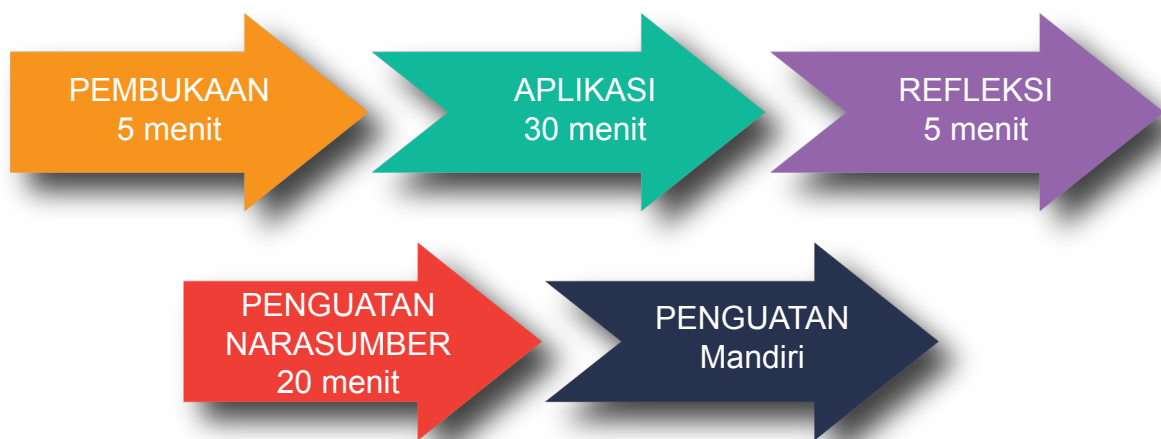 PEMBUKAAN
5 menit
APLIKASI
30 menit
REFLEKSI
5 menit
PENGUATAN
NARASUMBER
20 menit
PENGUATAN
Mandiri